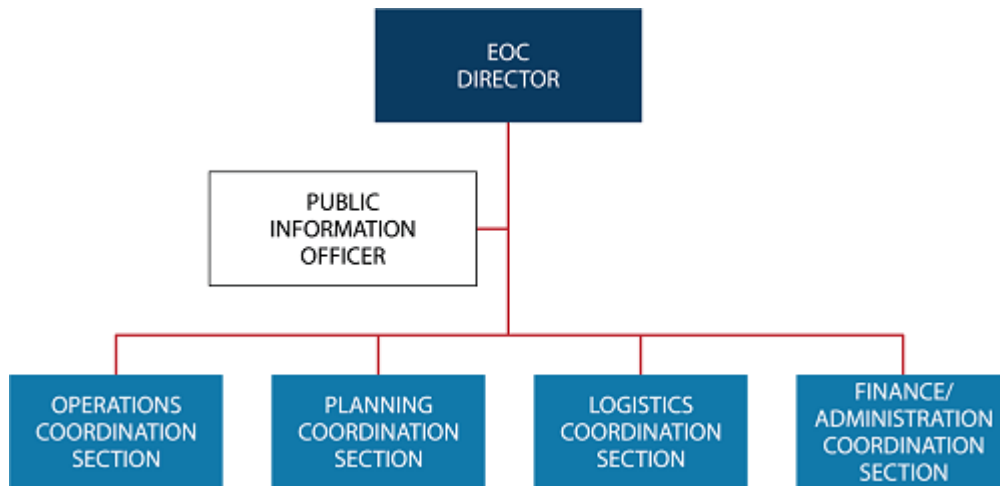 EOC
DIRECTOR
PUBLIC
INFORMATION
OFFICER
OPERATIONS
COORDINATION
SECTION
PLANNING
COORDINATION
SECTION
LOGISTICS
COORDINATION
SECTION
FINANCE/
ADMINISTRATION
COORDINATION
SECTION